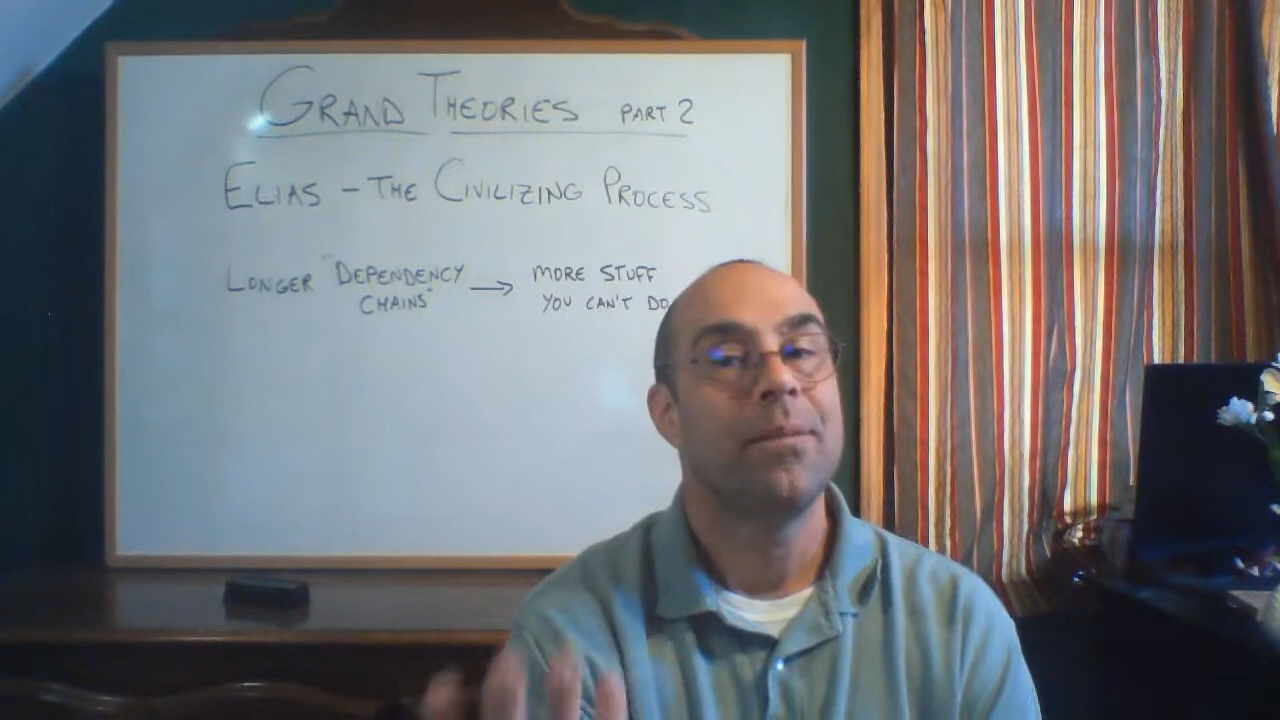 GRAND THEORIES PART 2
ELIAS - THE CIVILIZING PROCESS
LONGER "DEPENDENCY → MORE STUFF
CHAINS" YOU CAN'T DO